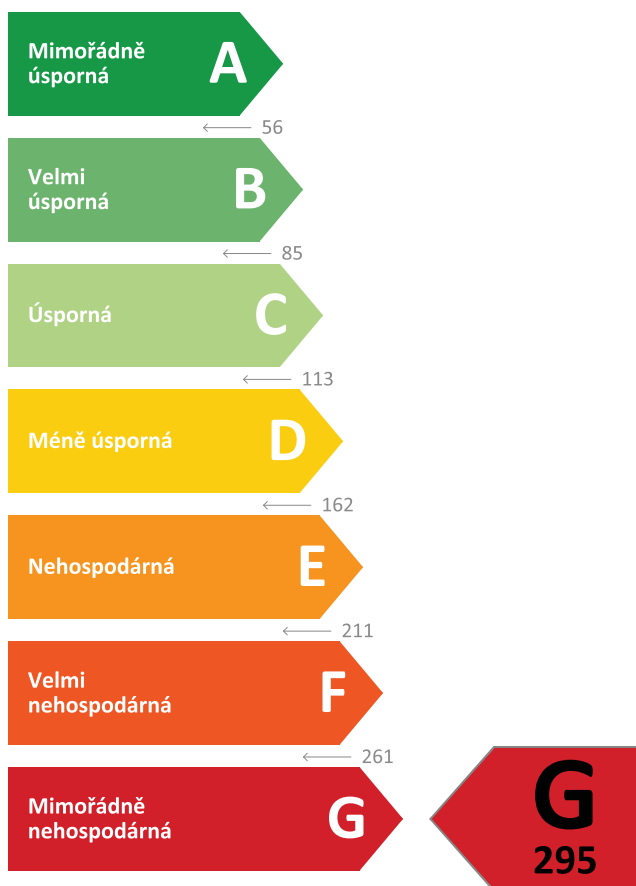 Mimořádně
úsporná
A
56
Velmi
úsporná
B
85
Úsporná
C
113
Méně úsporná
D
162
Nehospodárná
E
211
Velmi
nehospodárná
F
261
Mimořádně
nehospodárná
G
G
295